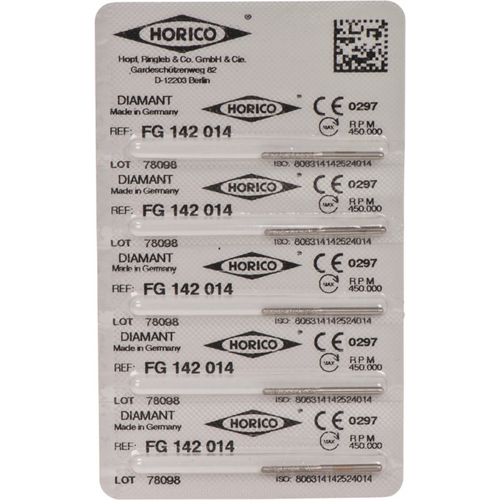 HORICO ®
Hopf, Ringleb & Co. GmbH & Cie.
Gardeschützenweg 82
D-12203 Berlin
DIAMANT HORICO ® CE 0297
Made in Germany
REF: FG 142 014 MAX RPM 450.000
LOT 78098 ISO: 806314142524014
DIAMANT HORICO ® CE 0297
Made in Germany
REF: FG 142 014 MAX RPM 450.000
LOT 78098 ISO: 806314142524014
DIAMANT HORICO ® CE 0297
Made in Germany
REF: FG 142 014 MAX RPM 450.000
LOT 78098 ISO: 806314142524014
DIAMANT HORICO ® CE 0297
Made in Germany
REF: FG 142 014 MAX RPM 450.000
LOT 78098 ISO: 806314142524014
DIAMANT HORICO ® CE 0297
Made in Germany
REF: FG 142 014 MAX RPM 450.000
LOT 78098 ISO: 806314142524014